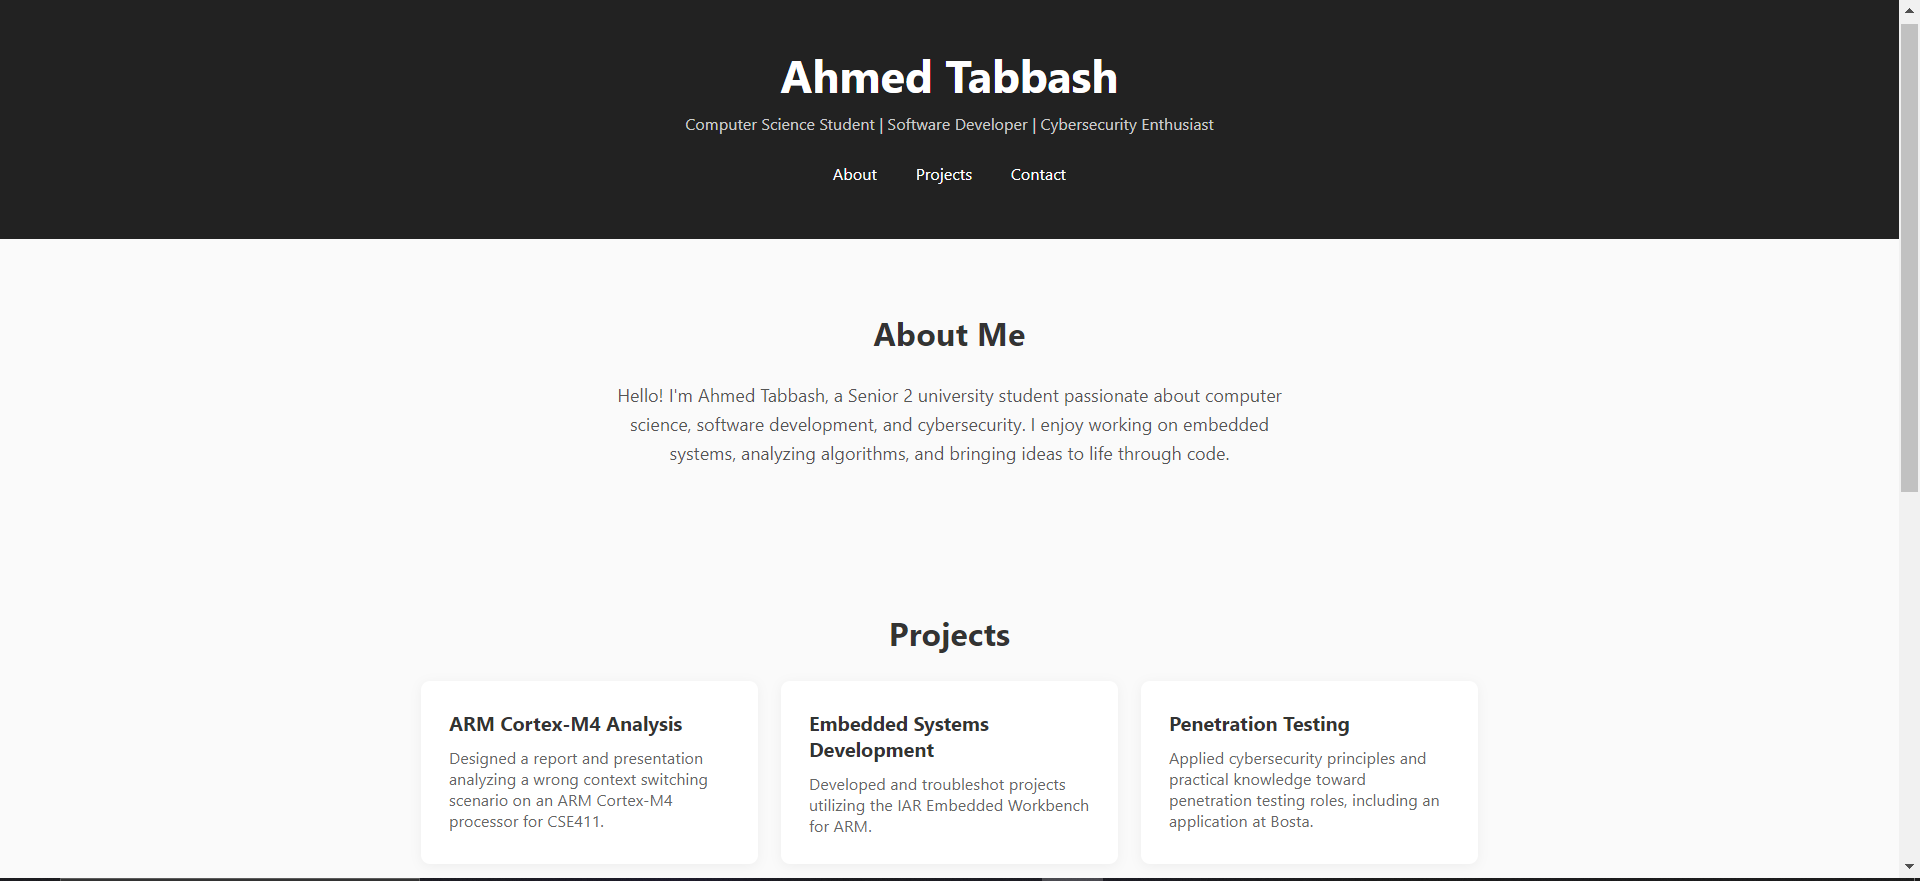 Ahmed Tabbash
Computer Science Student | Software Developer | Cybersecurity Enthusiast
About Projects Contact
About Me
Hello! I'm Ahmed Tabbash, a Senior 2 university student passionate about computer
science, software development, and cybersecurity. I enjoy working on embedded
systems, analyzing algorithms, and bringing ideas to life through code.
Projects
ARM Cortex-M4 Analysis
Designed a report and presentation
analyzing a wrong context switching
scenario on an ARM Cortex-M4
processor for CSE411.
Embedded Systems
Development
Developed and troubleshot projects
utilizing the IAR Embedded Workbench
for ARM.
Penetration Testing
Applied cybersecurity principles and
practical knowledge toward
penetration testing roles, including an
application at Bosta.